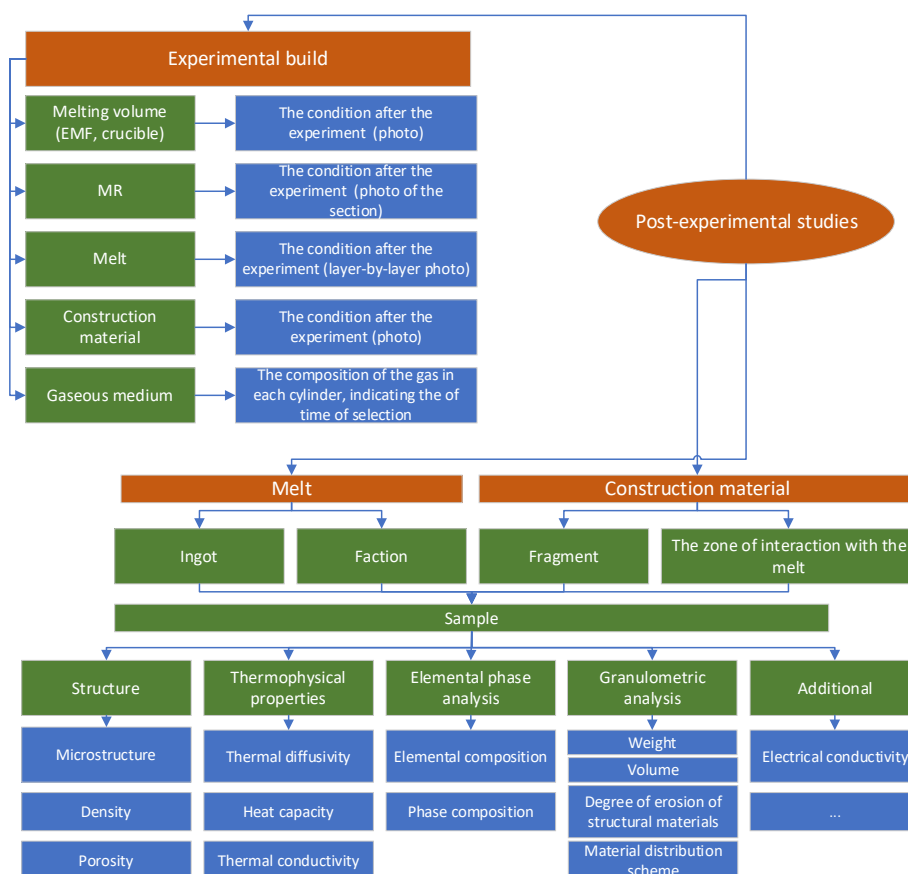 Experimental build
Melting volume
(EMF, crucible)
The condition after the
experiment (photo)
MR
The condition after the
experiment (photo of the
section)
Post-experimental studies
Melt
The condition after the
experiment (layer-by-layer photo)
Construction
material
The condition after the
experiment (photo)
Gaseous medium
The composition of the gas in
each cylinder, indicating the of
time of selection
Melt
Construction material
Ingot
Faction
Fragment
The zone of interaction with the
melt
Sample
Structure
Thermophysical
properties
Elemental phase
analysis
Granulometric
analysis
Additional
Microstructure
Thermal diffusivity
Elemental composition
Weight
Volume
Electrical conductivity
Density
Heat capacity
Phase composition
Degree of erosion of
structural materials
...
Porosity
Thermal conductivity
Material distribution
scheme